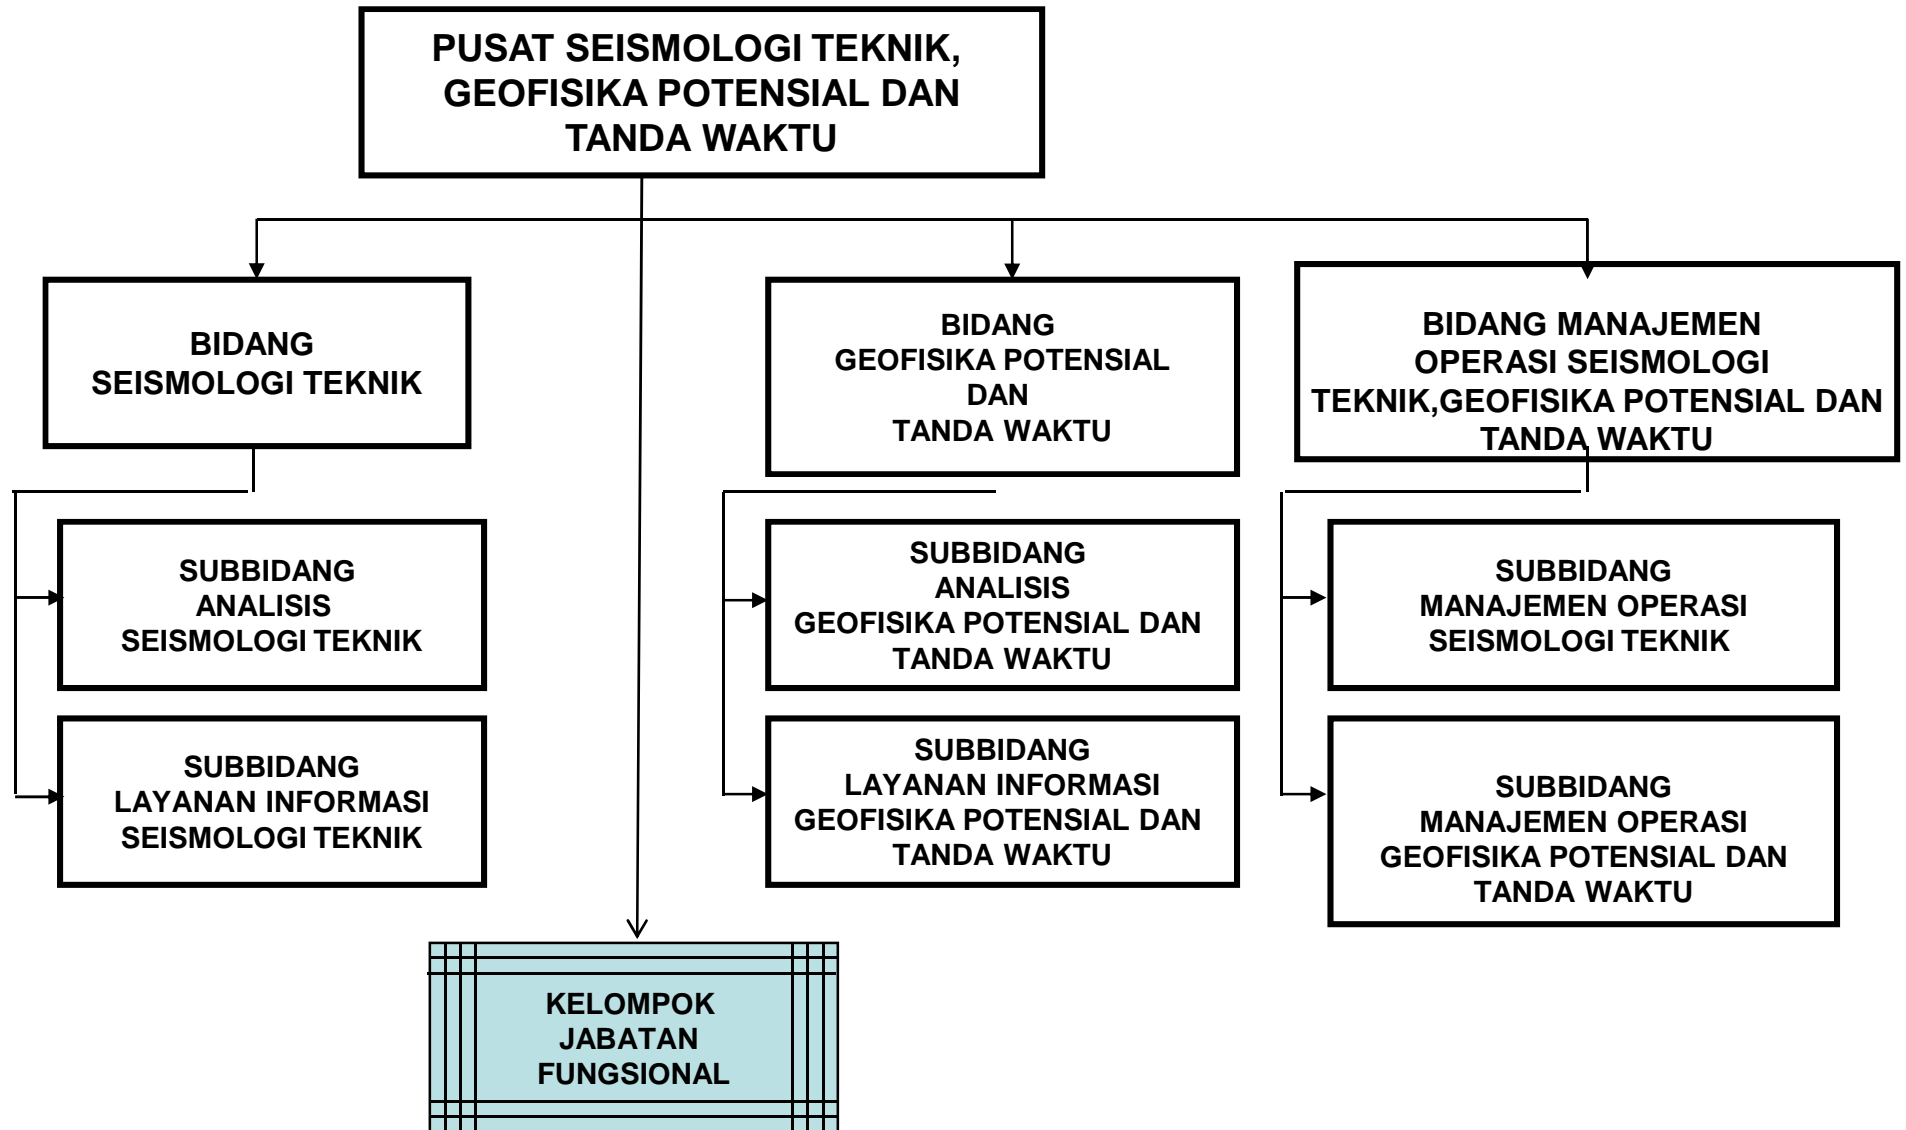 PUSAT SEISMOLOGI TEKNIK,
GEOFISIKA POTENSIAL DAN
TANDA WAKTU
BIDANG
SEISMOLOGI TEKNIK
BIDANG
GEOFISIKA POTENSIAL
DAN
TANDA WAKTU
BIDANG MANAJEMEN
OPERASI SEISMOLOGI
TEKNIK,GEOFISIKA POTENSIAL DAN
TANDA WAKTU
SUBBIDANG
ANALISIS
SEISMOLOGI TEKNIK
SUBBIDANG
ANALISIS
GEOFISIKA POTENSIAL DAN
TANDA WAKTU
SUBBIDANG
MANAJEMEN OPERASI
SEISMOLOGI TEKNIK
SUBBIDANG
LAYANAN INFORMASI
SEISMOLOGI TEKNIK
SUBBIDANG
LAYANAN INFORMASI
GEOFISIKA POTENSIAL DAN
TANDA WAKTU
SUBBIDANG
MANAJEMEN OPERASI
GEOFISIKA POTENSIAL DAN
TANDA WAKTU
KELOMPOK
JABATAN
FUNGSIONAL